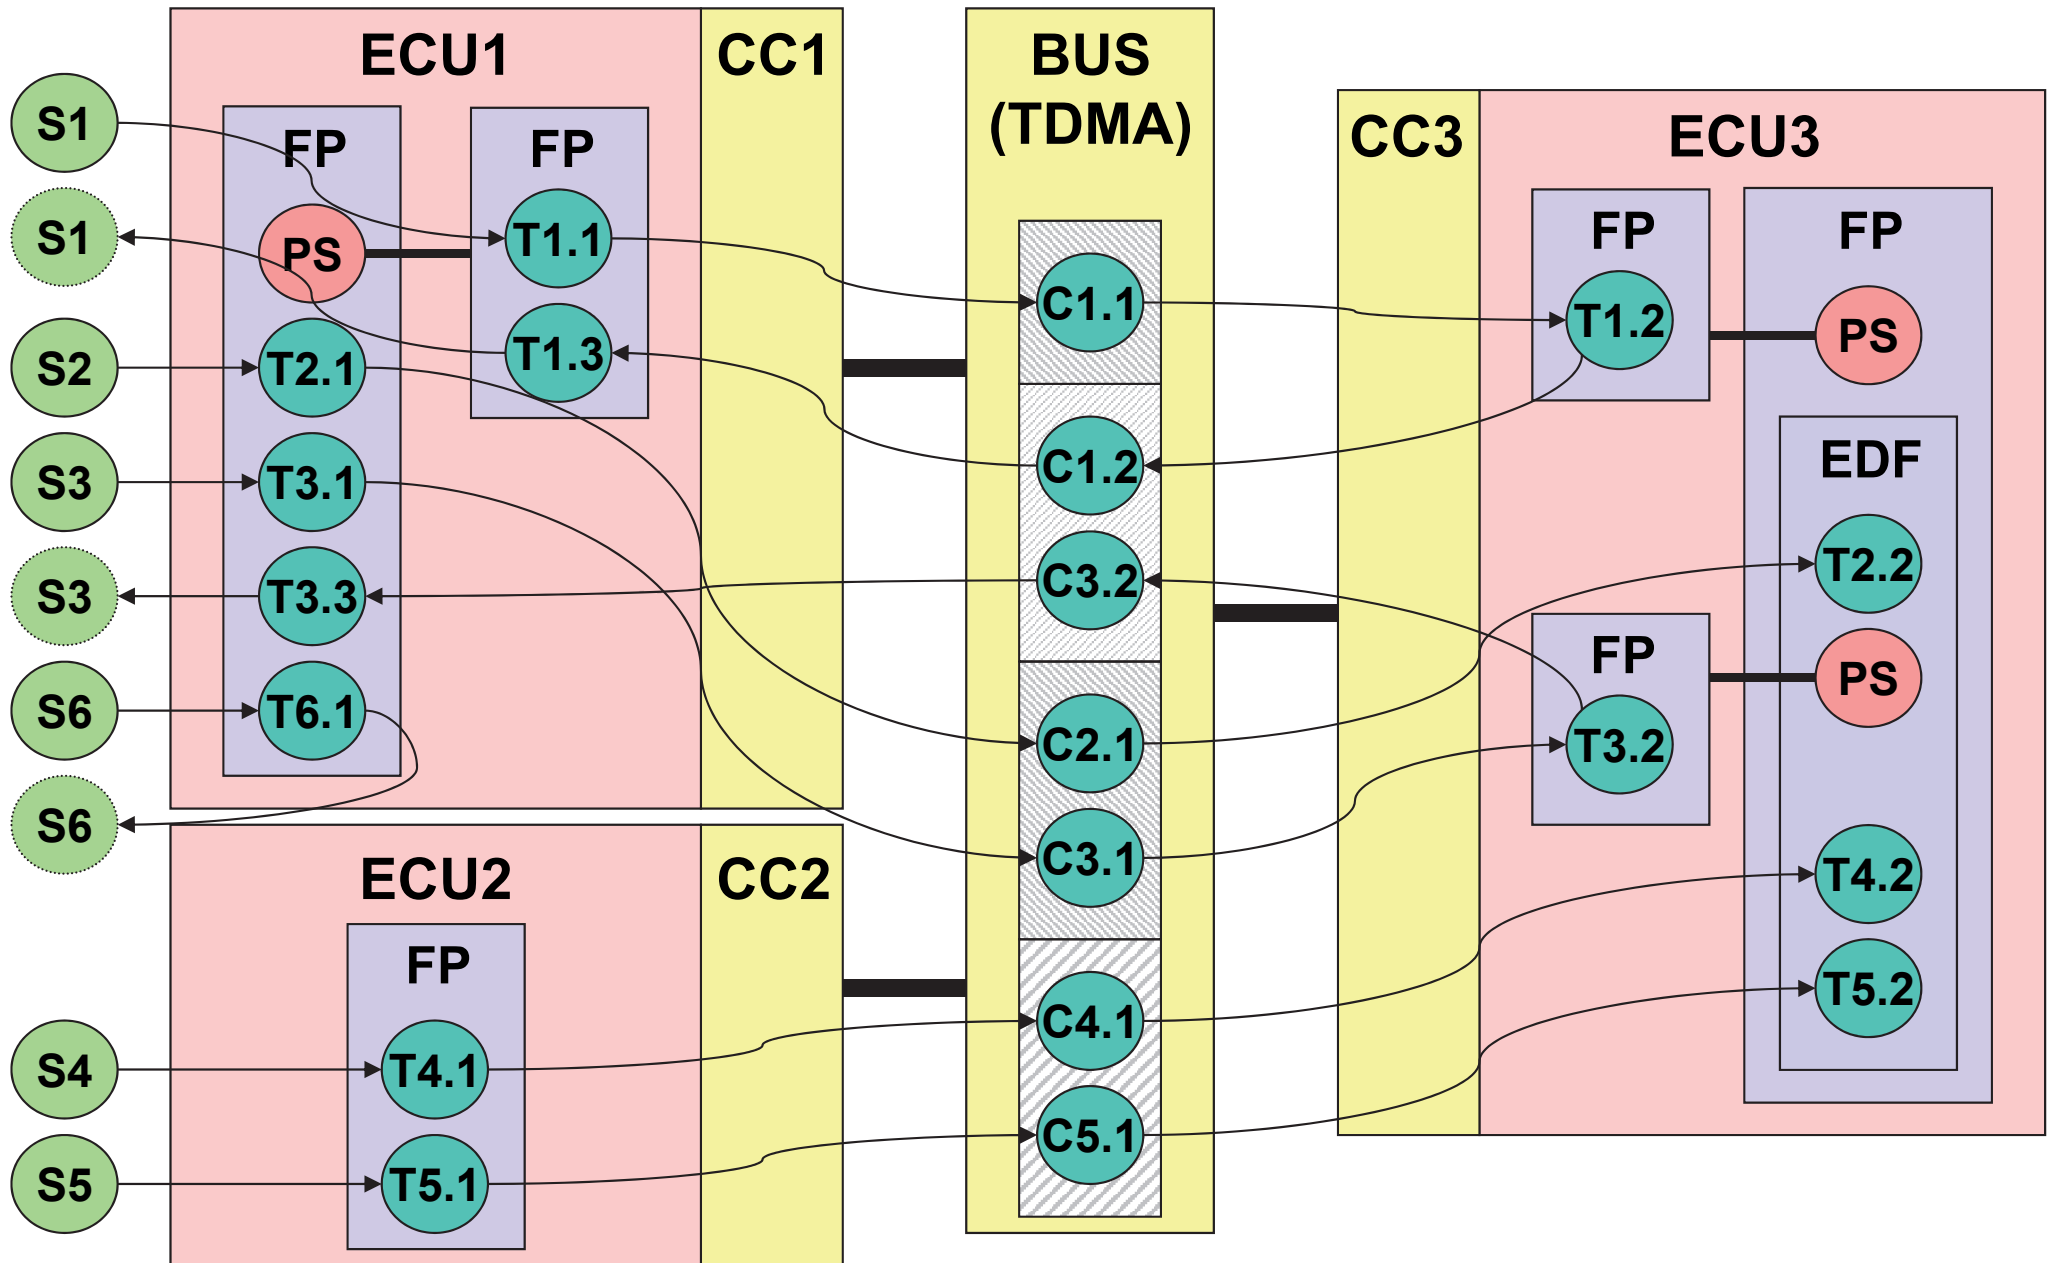 ECU1
CC1
BUS
(TDMA)
CC3
ECU3
S1
S1
S2
S3
S3
S6
S6
S4
S5
FP
PS
T2.1
T3.1
T3.3
T6.1
FP
T1.1
T1.3
ECU2
CC2
FP
T4.1
T5.1
C1.1
C1.2
C3.2
C2.1
C3.1
C4.1
C5.1
FP
T1.2
FP
T3.2
FP
PS
EDF
T2.2
PS
T4.2
T5.2